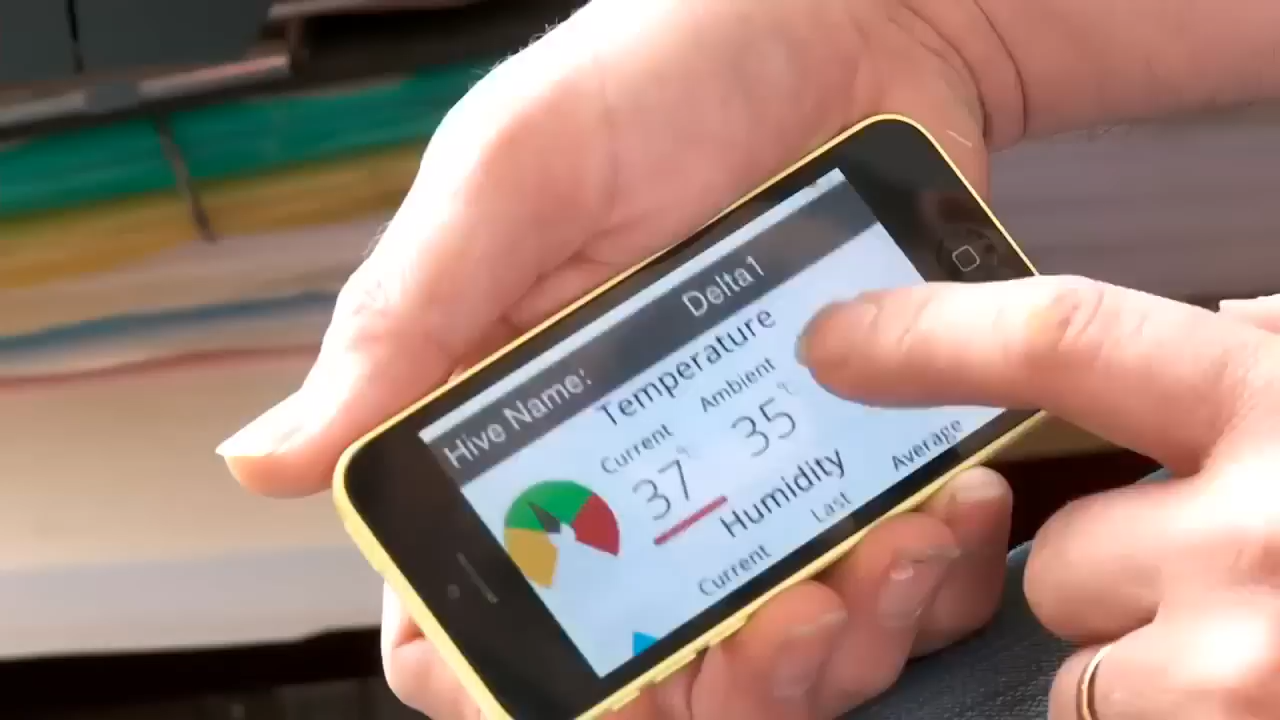 Hive Name: Delta1
Temperature
Current Ambient
37° 35°
Humidity
Current Last Average